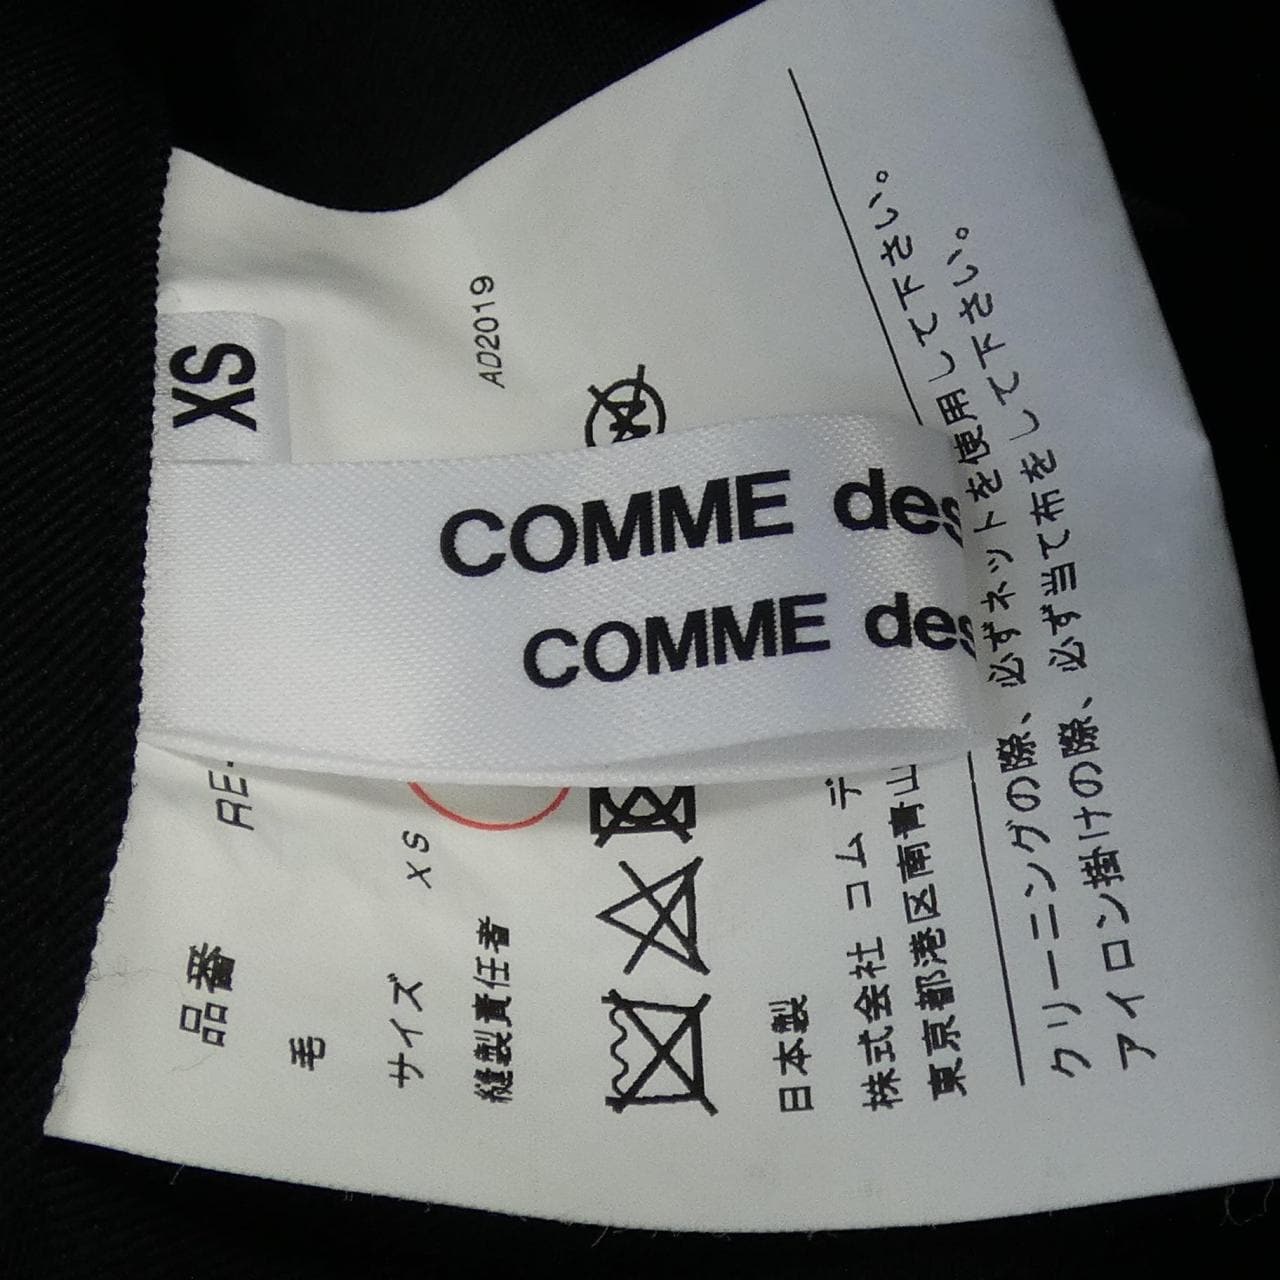 XS
COMME des
COMME des
品番 RE-
毛
サイズ XS
縫製責任者
AD2019
日本製
株式会社 コム デ
東京都港区南青山
クリーニングの際、必ずネットを使用して下さい。
アイロン掛けの際、必ず当て布をして下さい。